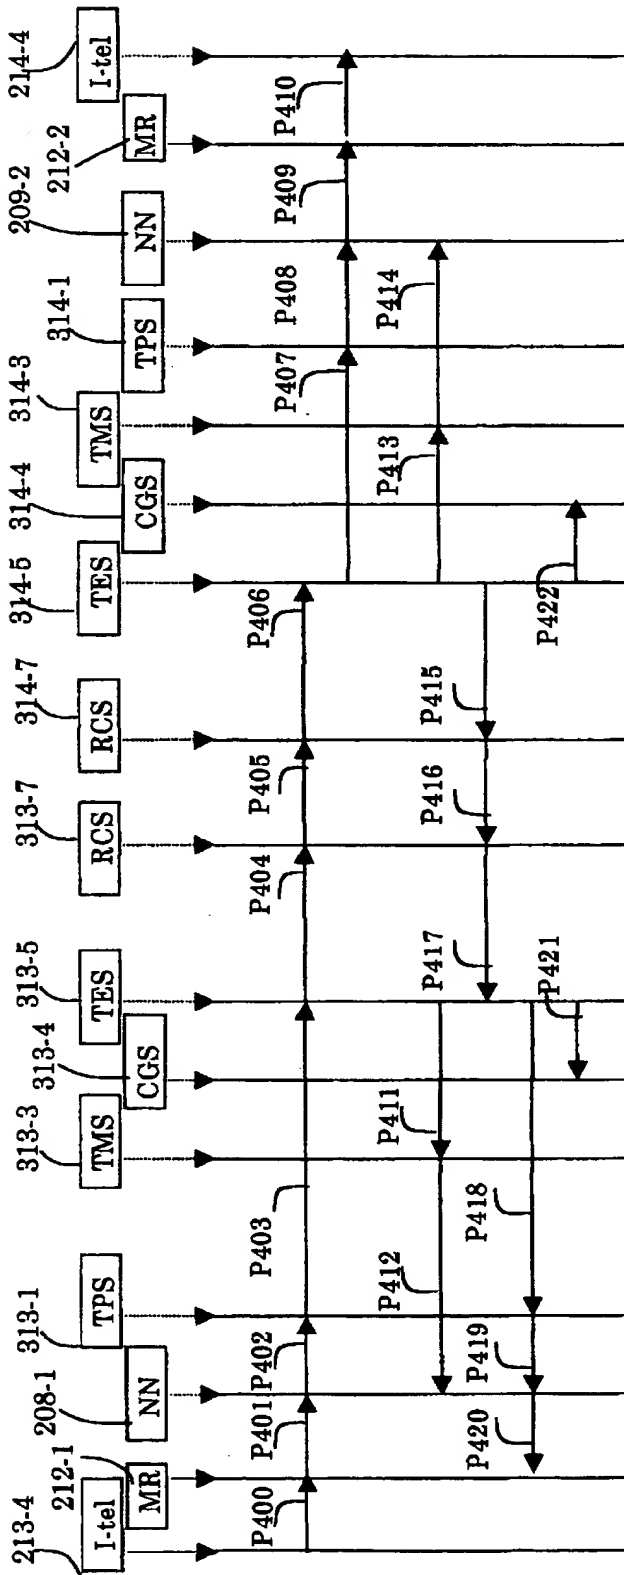 213-4
I-tel
212-1
MR
208-1
NN
313-1
TPS
313-3
TMS
313-4
CGS
313-5
TES
313-7
RCS
314-7
RCS
314-5
TES
314-4
CGS
314-3
TMS
314-1
TPS
209-2
NN
212-2
MR
214-4
I-tel
P400
P401
P402
P403
P404
P405
P406
P407
P408
P409
P410
P412
P411
P413
P414
P420
P419
P418
P417
P416
P415
P421
P422